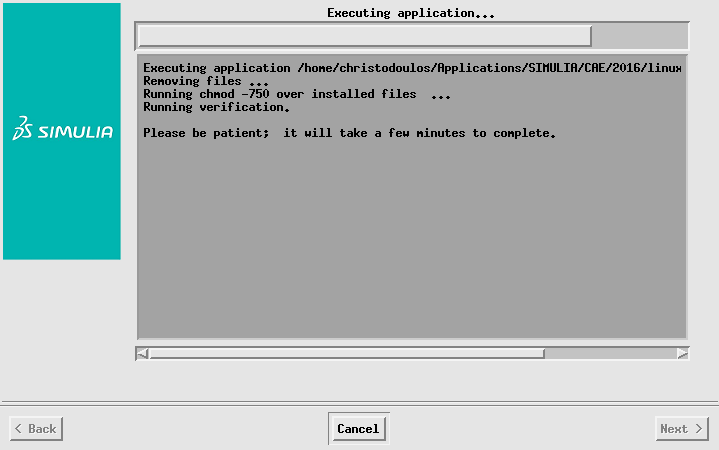 Executing application...
Executing application /home/christodoulos/Applications/SIMULIA/CAE/2016/linux
Removing files ...
Running chmod -750 over installed files  ...
Running verification.
Please be patient;  it will take a few minutes to complete.
SIMULIA
< Back
Cancel
Next >